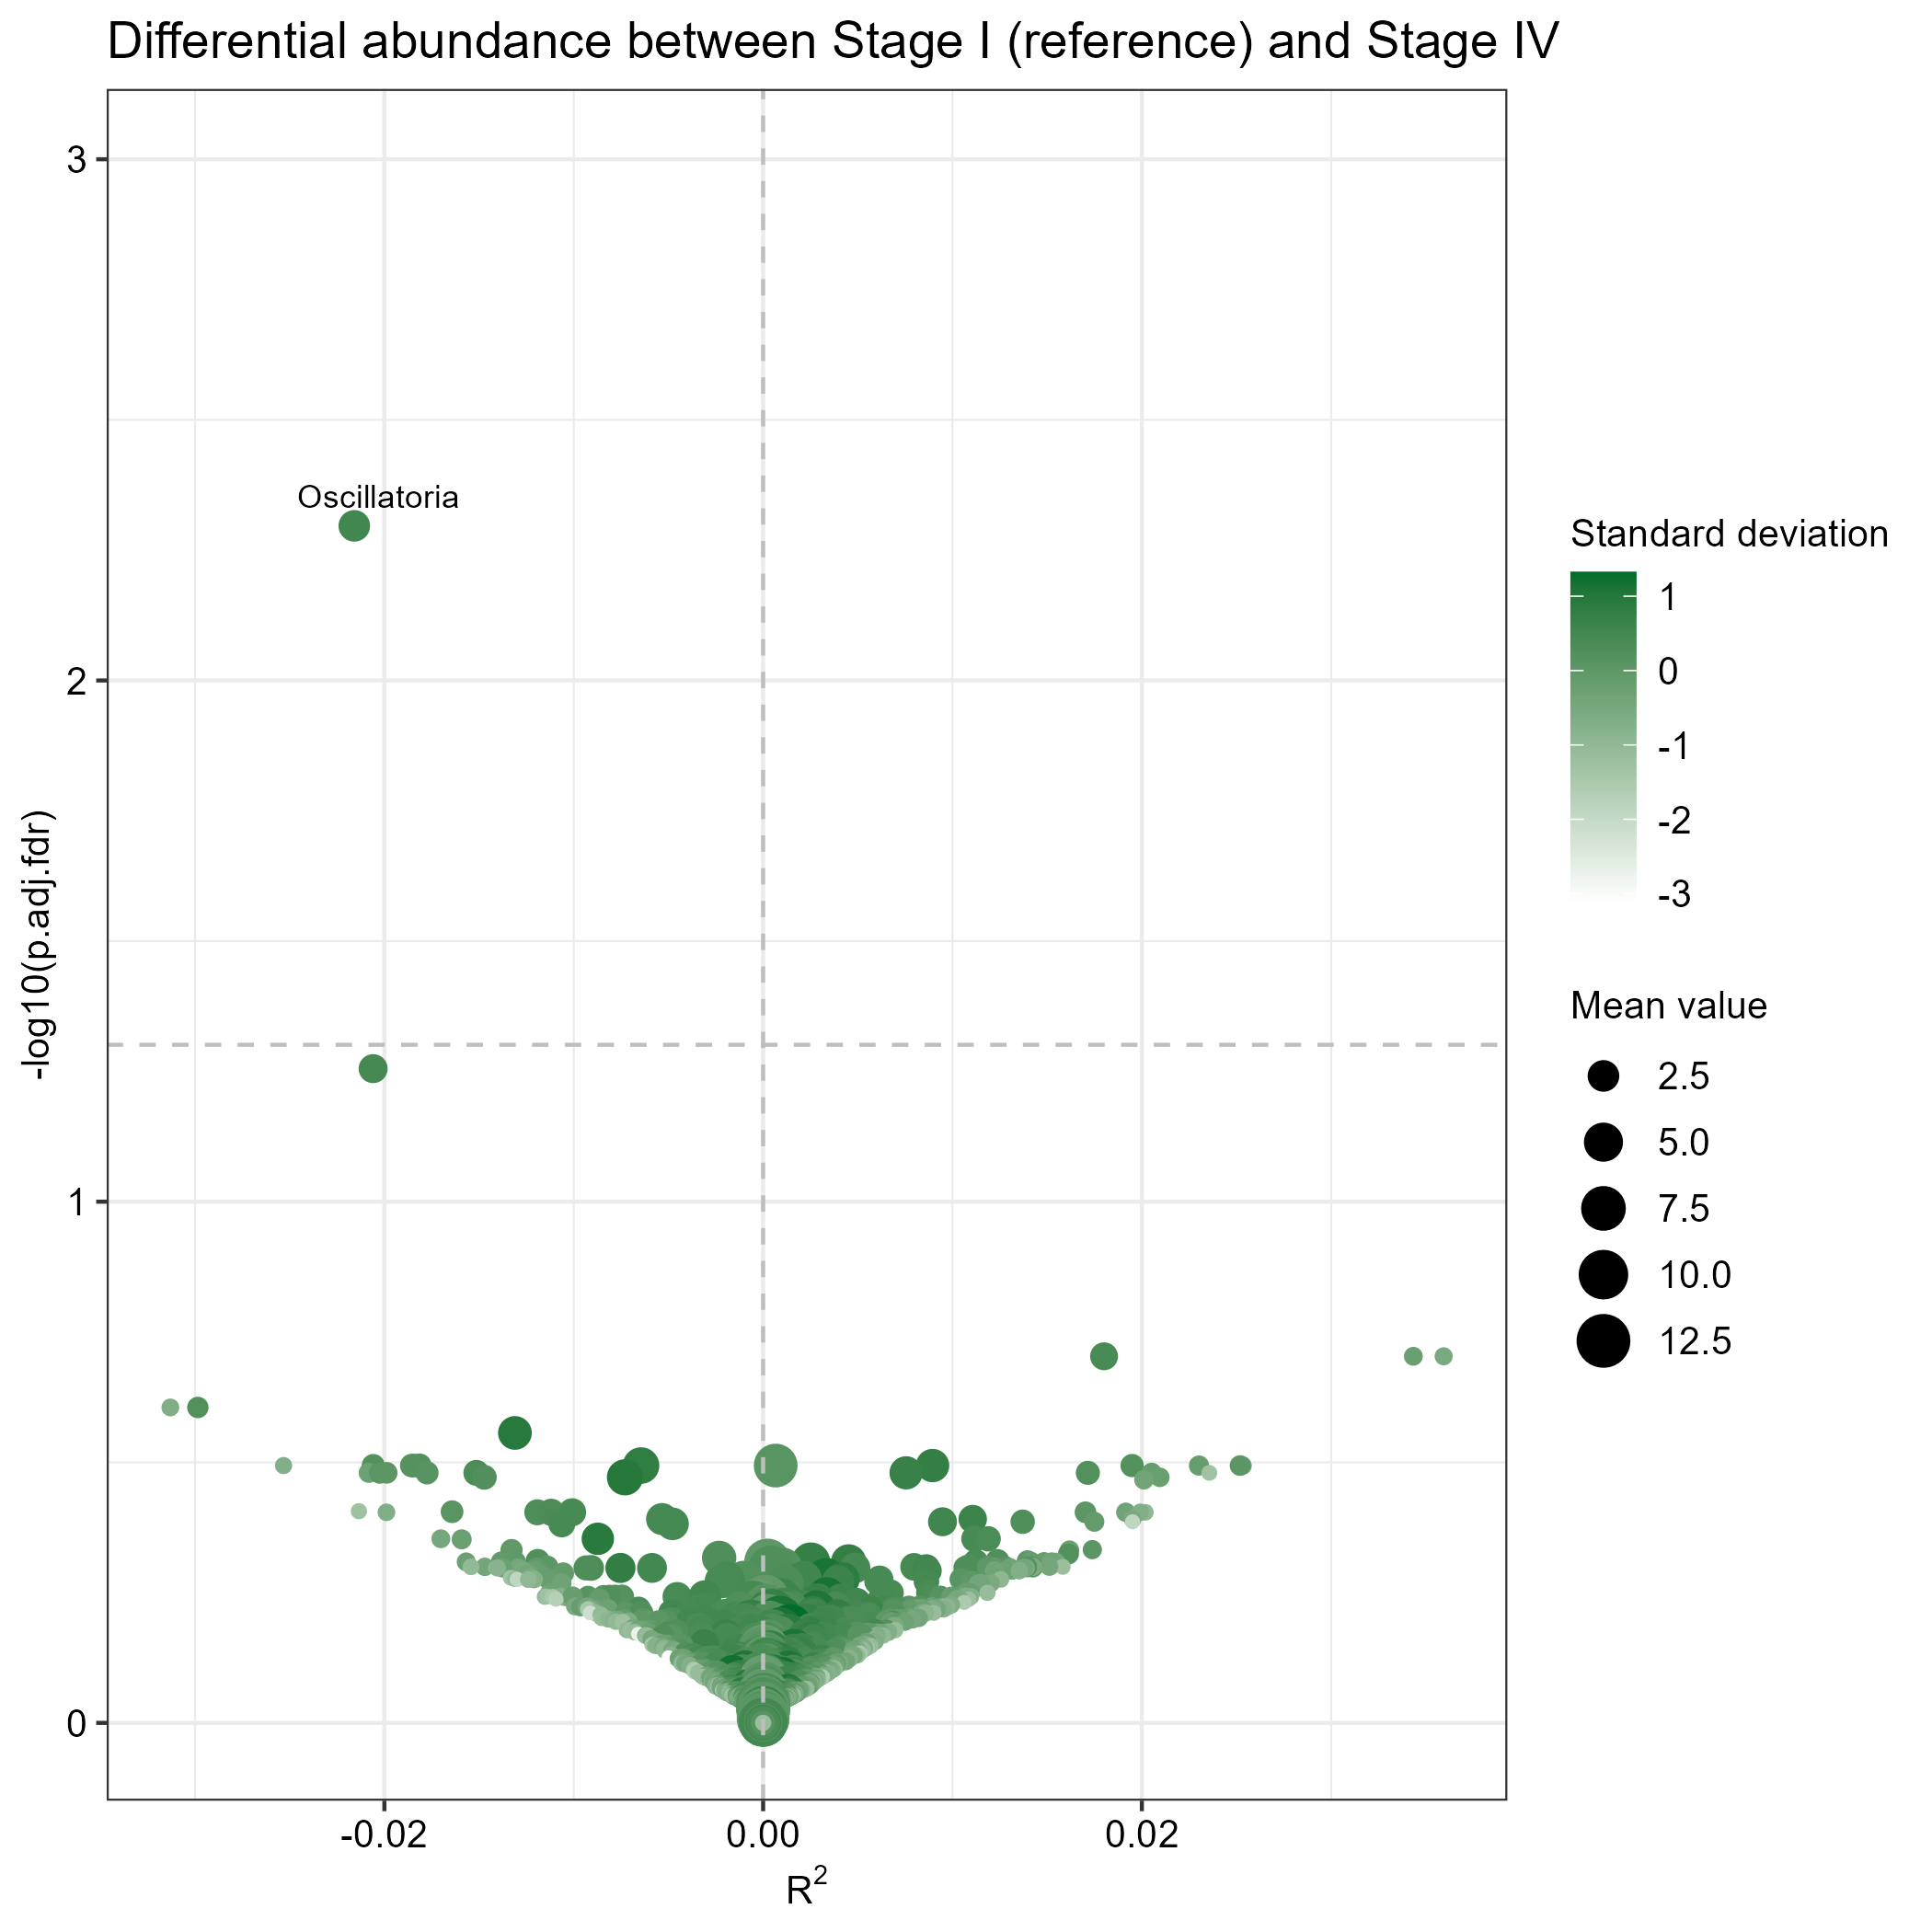 Differential abundance between Stage I (reference) and Stage IV
3
2
1
0
-log10(p.adj.fdr)
Oscillatoria
-0.02
0.00
0.02
R²
Standard deviation
1
0
-1
-2
-3
Mean value
2.5
5.0
7.5
10.0
12.5